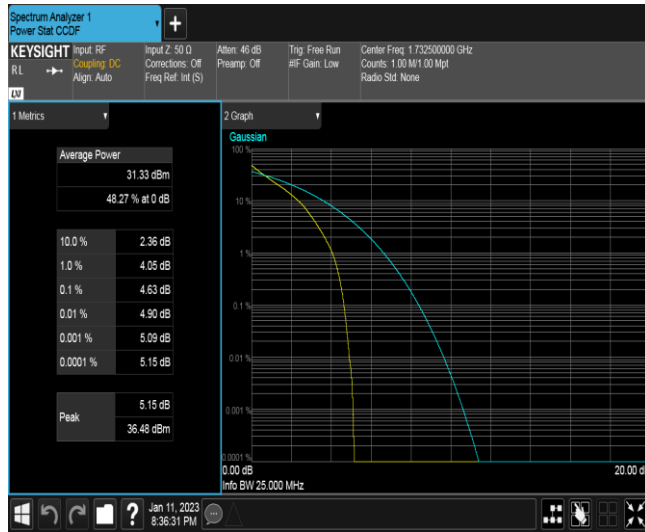 Spectrum Analyzer 1
Power Stat CCDF
+
KEYSIGHT
RL
LXI
Input: RF
Coupling: DC
Align: Auto
Input Z: 50 Ω
Corrections: Off
Freq Ref: Int (S)
Atten: 46 dB
Preamp: Off
Trig: Free Run
#IF Gain: Low
Center Freq: 1.732500000 GHz
Counts: 1.00 M/1.00 Mpt
Radio Std: None
1 Metrics
Average Power
31.33 dBm
48.27 % at 0 dB
10.0 % 2.36 dB
1.0 % 4.05 dB
0.1 % 4.63 dB
0.01 % 4.90 dB
0.001 % 5.09 dB
0.0001 % 5.15 dB
Peak
5.15 dB
36.48 dBm
2 Graph
Gaussian
100 %
10 %
1 %
0.1 %
0.01 %
0.001 %
0.0001 %
0.00 dB 20.00 d
Info BW 25.000 MHz
?
Jan 11, 2023
8:36:31 PM